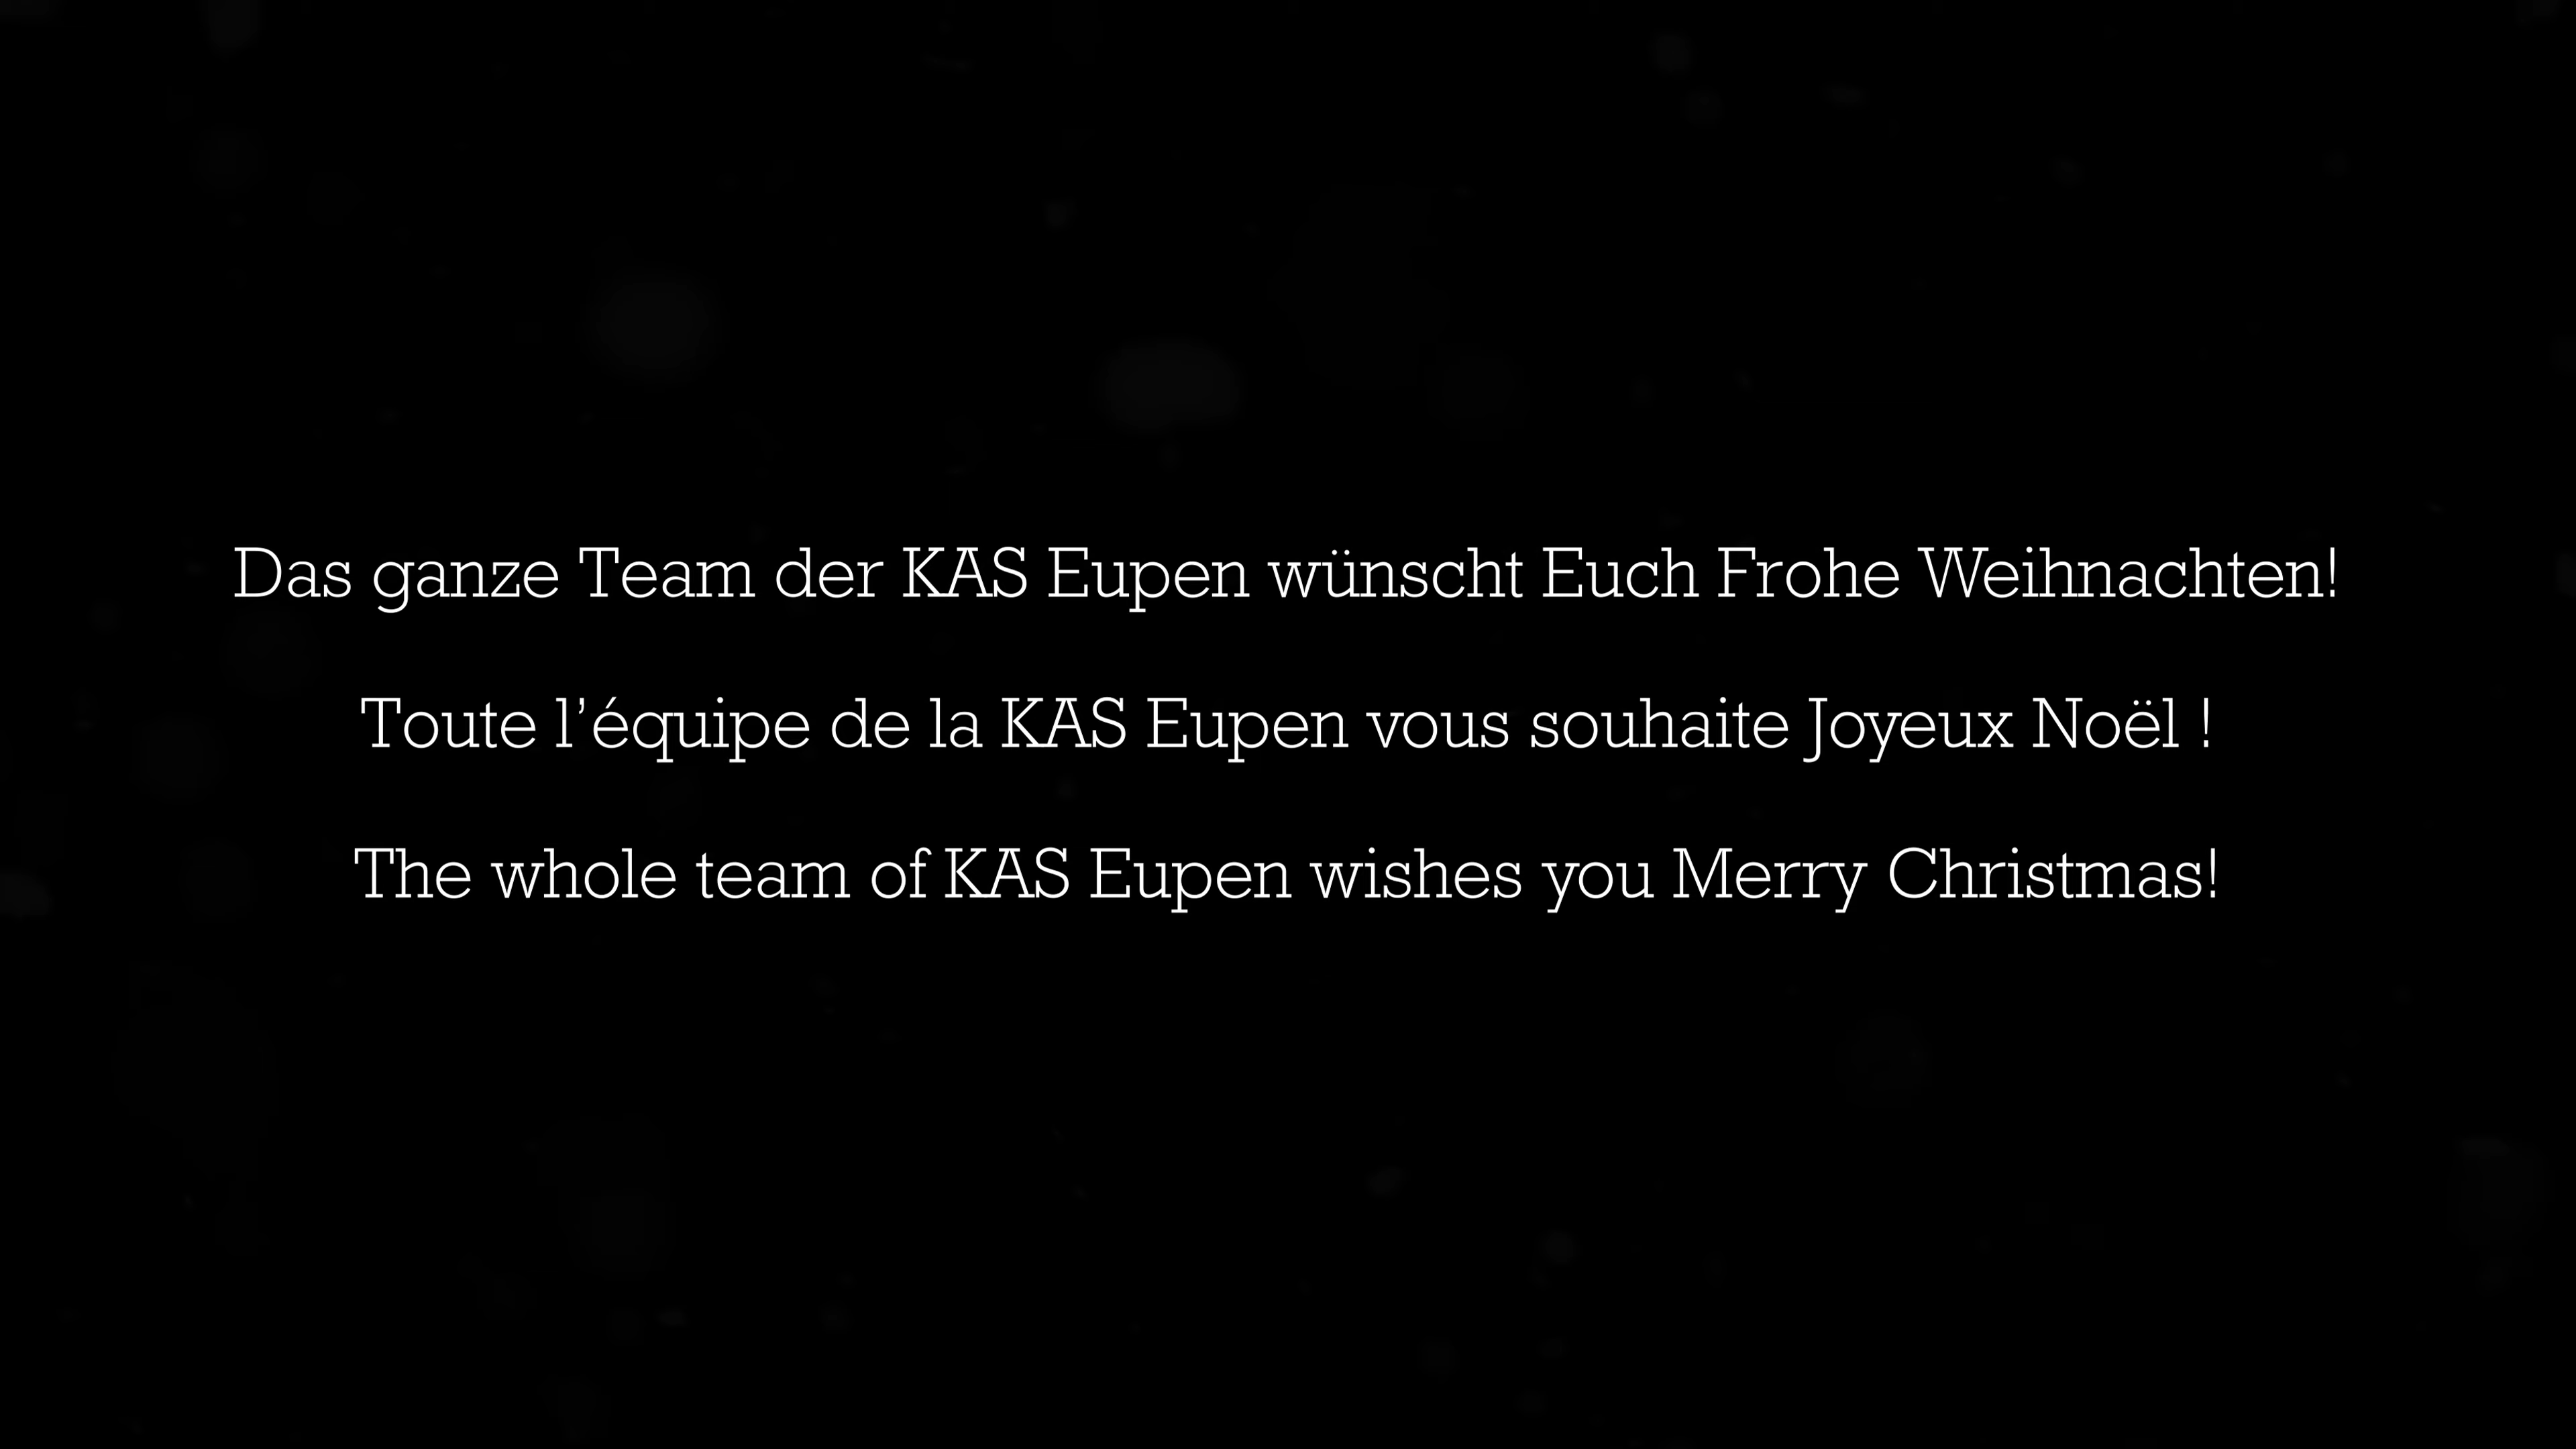 Das ganze Team der KAS Eupen wünscht Euch Frohe Weihnachten!
Toute l’équipe de la KAS Eupen vous souhaite Joyeux Noël !
The whole team of KAS Eupen wishes you Merry Christmas!